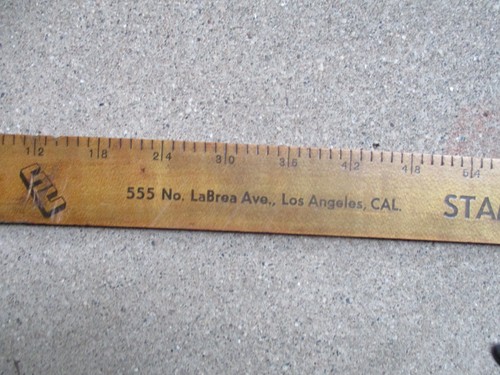 12 18 24 30 36 42 48 54
555 No. LaBrea Ave., Los Angeles, CAL.